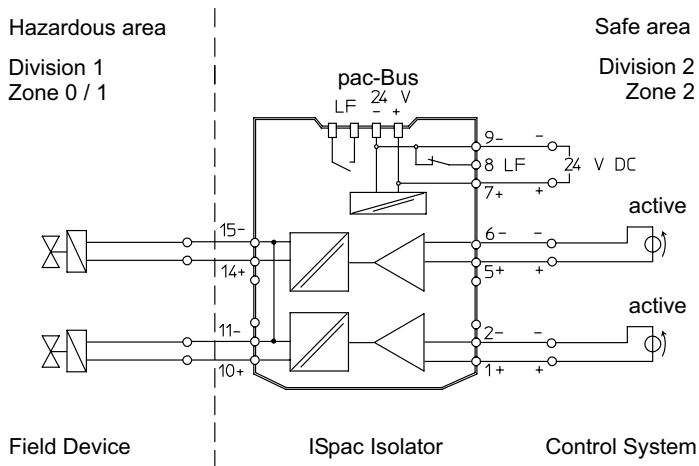 Hazardous area
Safe area
Division 1
Zone 0 / 1
Division 2
Zone 2
pac-Bus
LF 24 V
- +
9- -
8 LF 24 V DC
7+ +
active
15- 6- -
14+ 5+ +
active
11- 2- -
10+ 1+ +
Field Device ISpac Isolator Control System